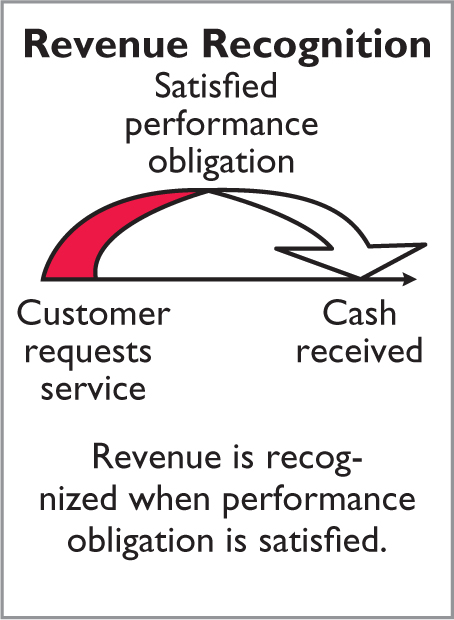 Revenue Recognition
Satisfied
performance
obligation
Customer
requests
service
Cash
received
Revenue is recog-
nized when performance
obligation is satisfied.